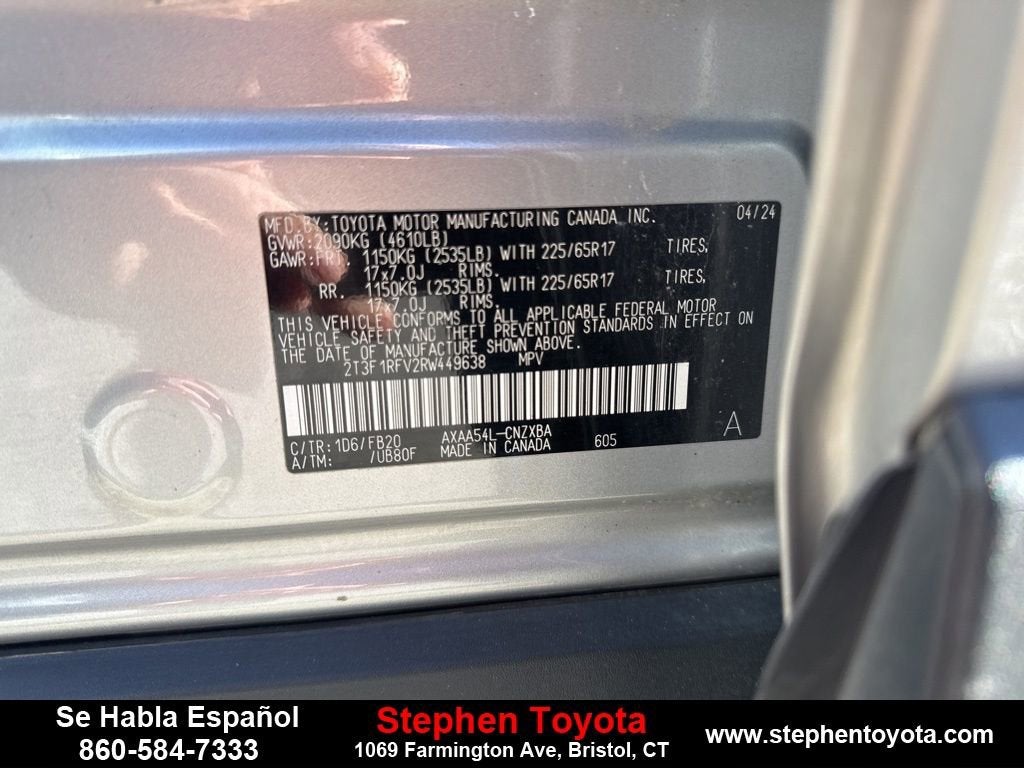 MFD. BY: TOYOTA MOTOR MANUFACTURING CANADA INC. 04/24
GVWR: 2090KG (4610LB)
GAWR: FRT. 1150KG (2535LB) WITH 225/65R17 TIRES,
17x7.0J RIMS.
RR. 1150KG (2535LB) WITH 225/65R17 TIRES,
17x7.0J RIMS.
THIS VEHICLE CONFORMS TO ALL APPLICABLE FEDERAL MOTOR
VEHICLE SAFETY AND THEFT PREVENTION STANDARDS IN EFFECT ON
THE DATE OF MANUFACTURE SHOWN ABOVE.
2T3F1RFV2RW449638 MPV
C/TR: 1D6/FB20 AXAA54L-CNZXBA
A/TM: /UB80F MADE IN CANADA 605 A
Se Habla Español
860-584-7333
Stephen Toyota
1069 Farmington Ave, Bristol, CT
www.stephentoyota.com